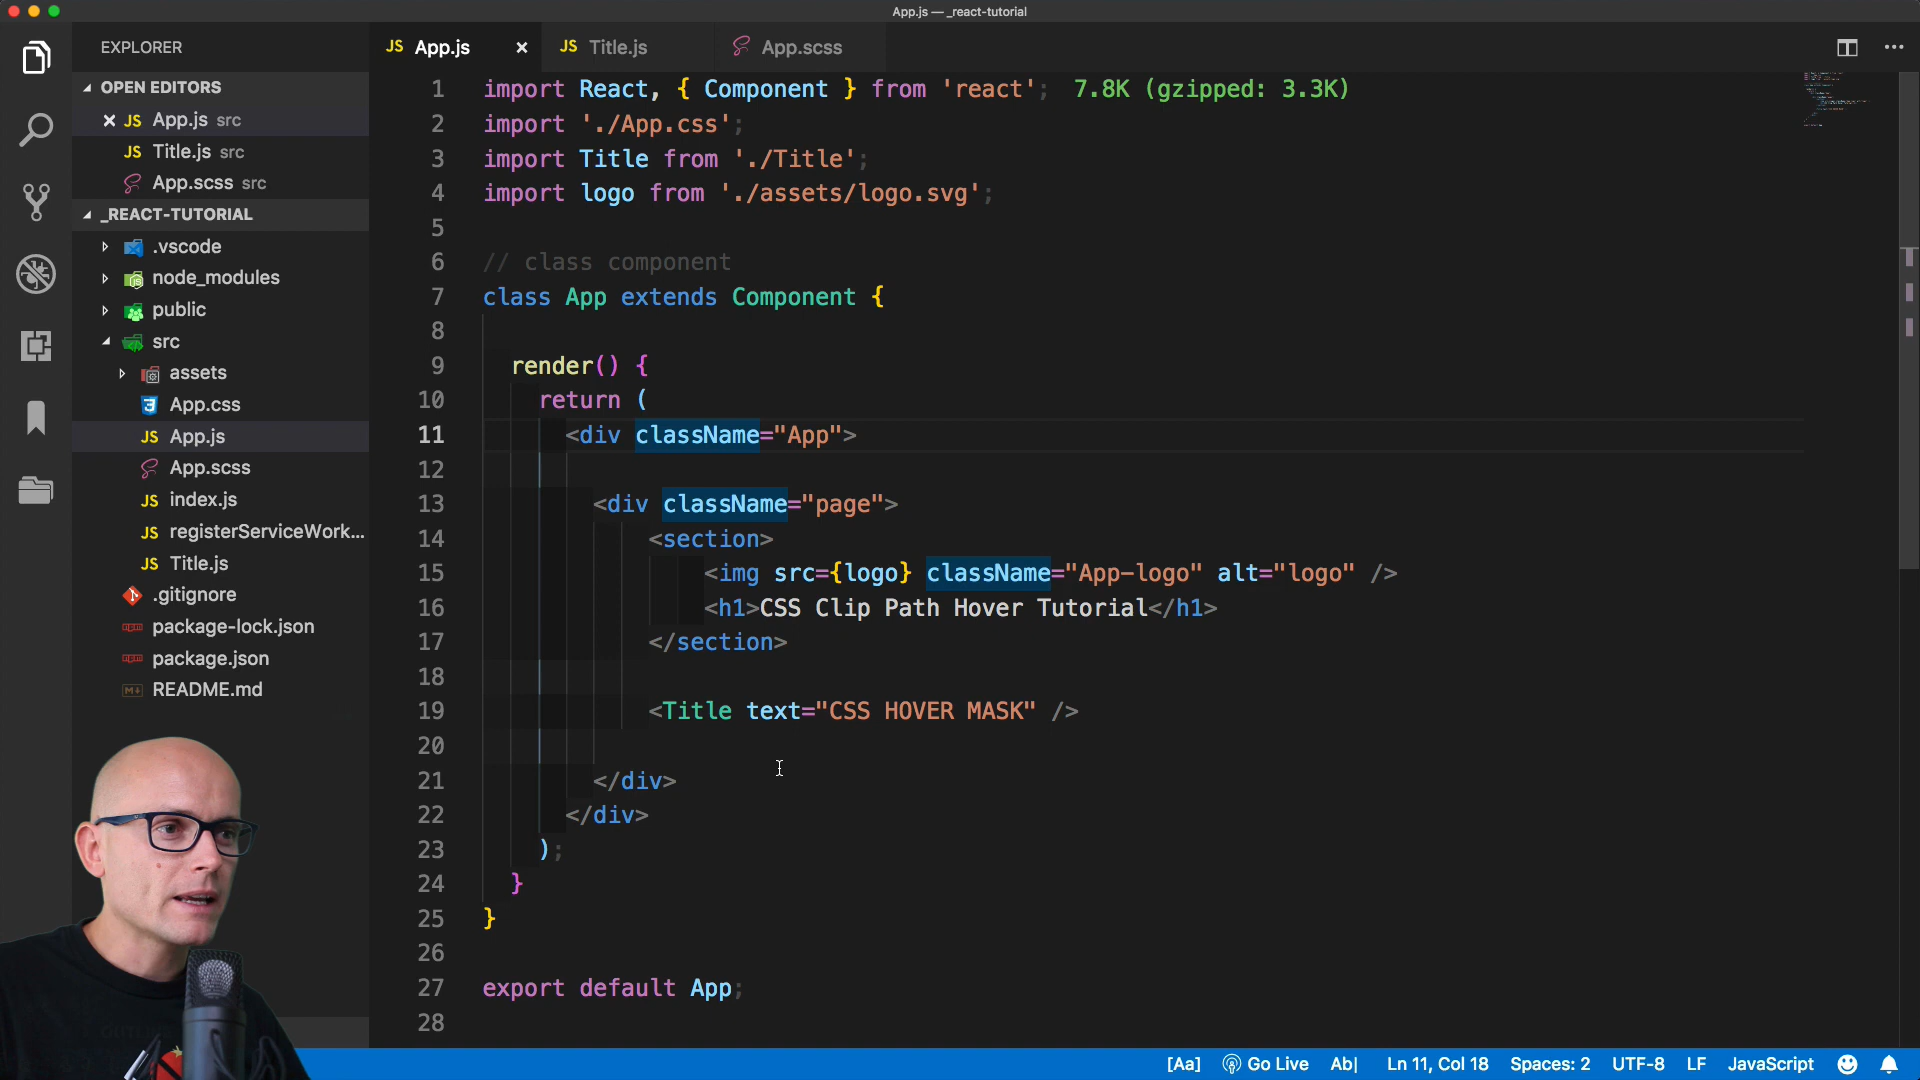 App.js — _react-tutorial
EXPLORER
OPEN EDITORS
JS App.js src
JS Title.js src
App.scss src
_REACT-TUTORIAL
.vscode
node_modules
public
src
assets
App.css
JS App.js
App.scss
JS index.js
JS registerServiceWork...
JS Title.js
.gitignore
package-lock.json
package.json
README.md
JS App.js
JS Title.js
App.scss
1 import React, { Component } from 'react'; 7.8K (gzipped: 3.3K)
2 import './App.css';
3 import Title from './Title';
4 import logo from './assets/logo.svg';
5
6 // class component
7 class App extends Component {
8
9 render() {
10 return (
11 <div className="App">
12
13 <div className="page">
14 <section>
15 <img src={logo} className="App-logo" alt="logo" />
16 <h1>CSS Clip Path Hover Tutorial</h1>
17 </section>
18
19 <Title text="CSS HOVER MASK" />
20
21 </div>
22 </div>
23 );
24 }
25 }
26
27 export default App;
28
[Aa] Go Live Ab| Ln 11, Col 18 Spaces: 2 UTF-8 LF JavaScript